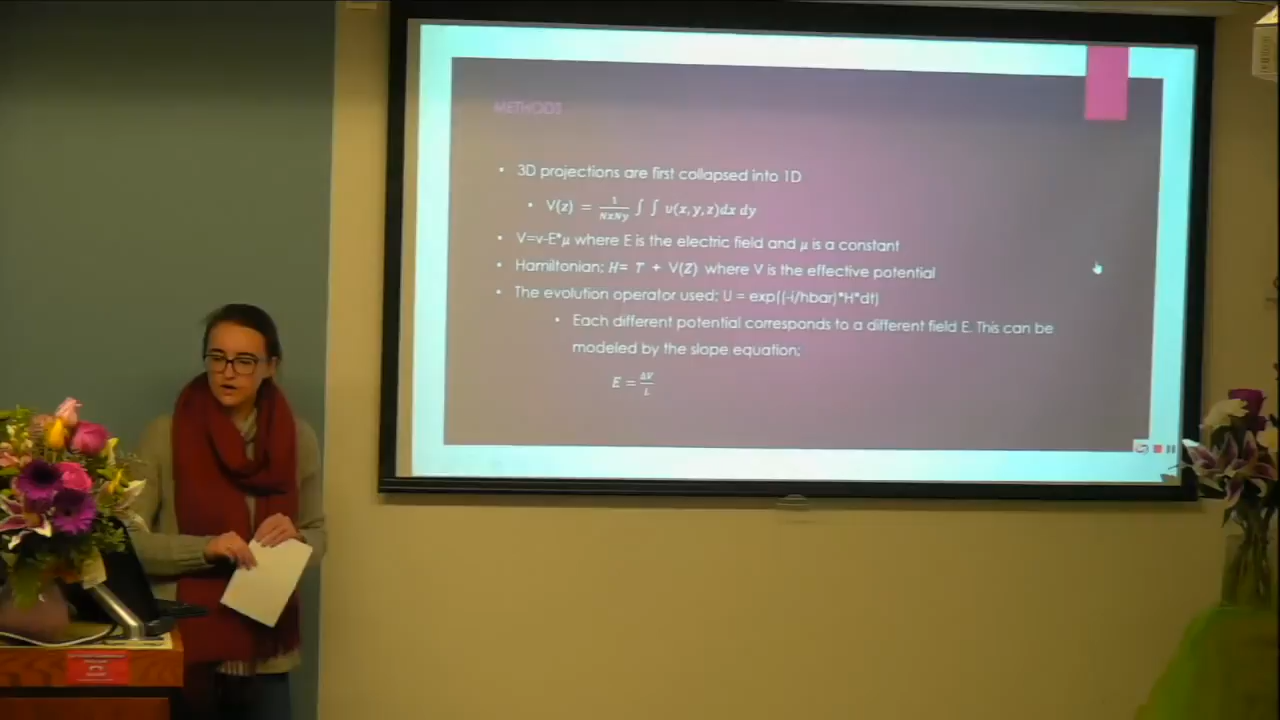 METHODS
• 3D projections are first collapsed into 1D
• V(z) = 1/NxNy ∫ ∫ v(x,y,z)dx dy
• V=v-E*μ where E is the electric field and μ is a constant
• Hamiltonian: H= T + V(Z) where V is the effective potential
• The evolution operator used: U = exp((-i/hbar)*H*dt)
• Each different potential corresponds to a different field E. This can be
modeled by the slope equation:
E = ΔV/L